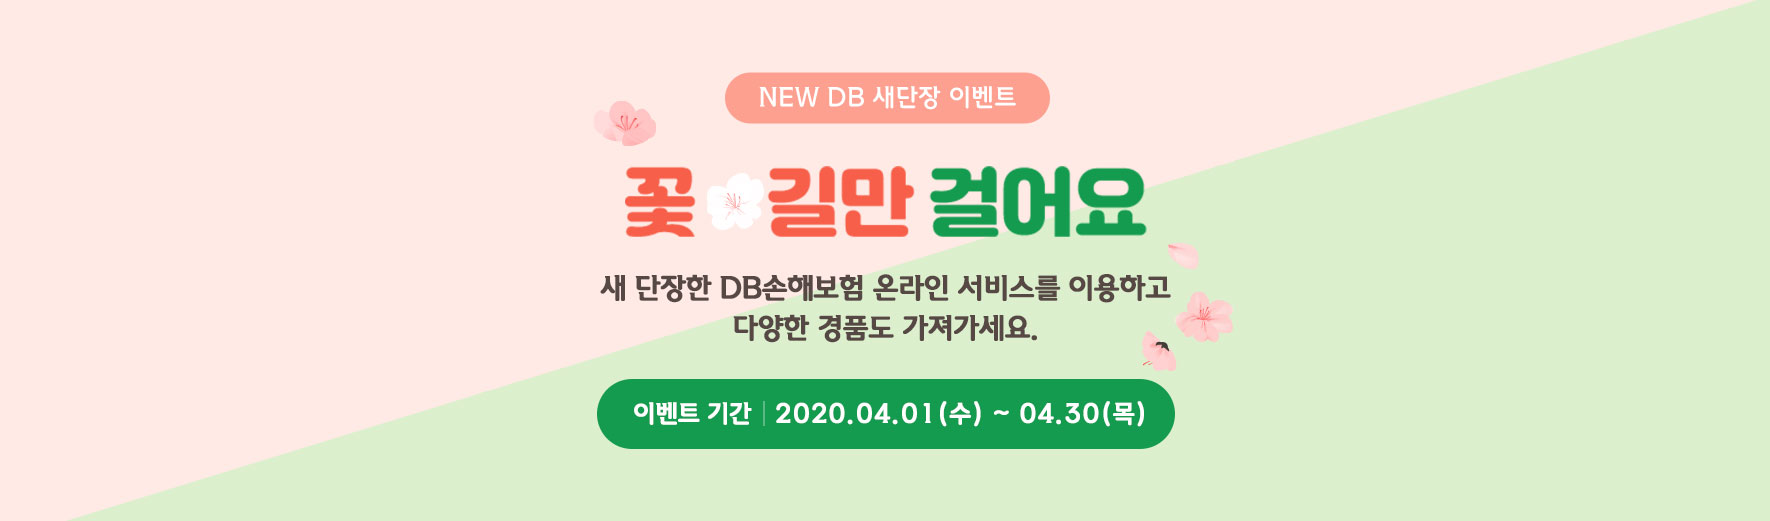 NEW DB 새단장 이벤트
꽃길만 걸어요
새 단장한 DB손해보험 온라인 서비스를 이용하고
다양한 경품도 가져가세요.
이벤트 기간 | 2020.04.01(수) ~ 04.30(목)